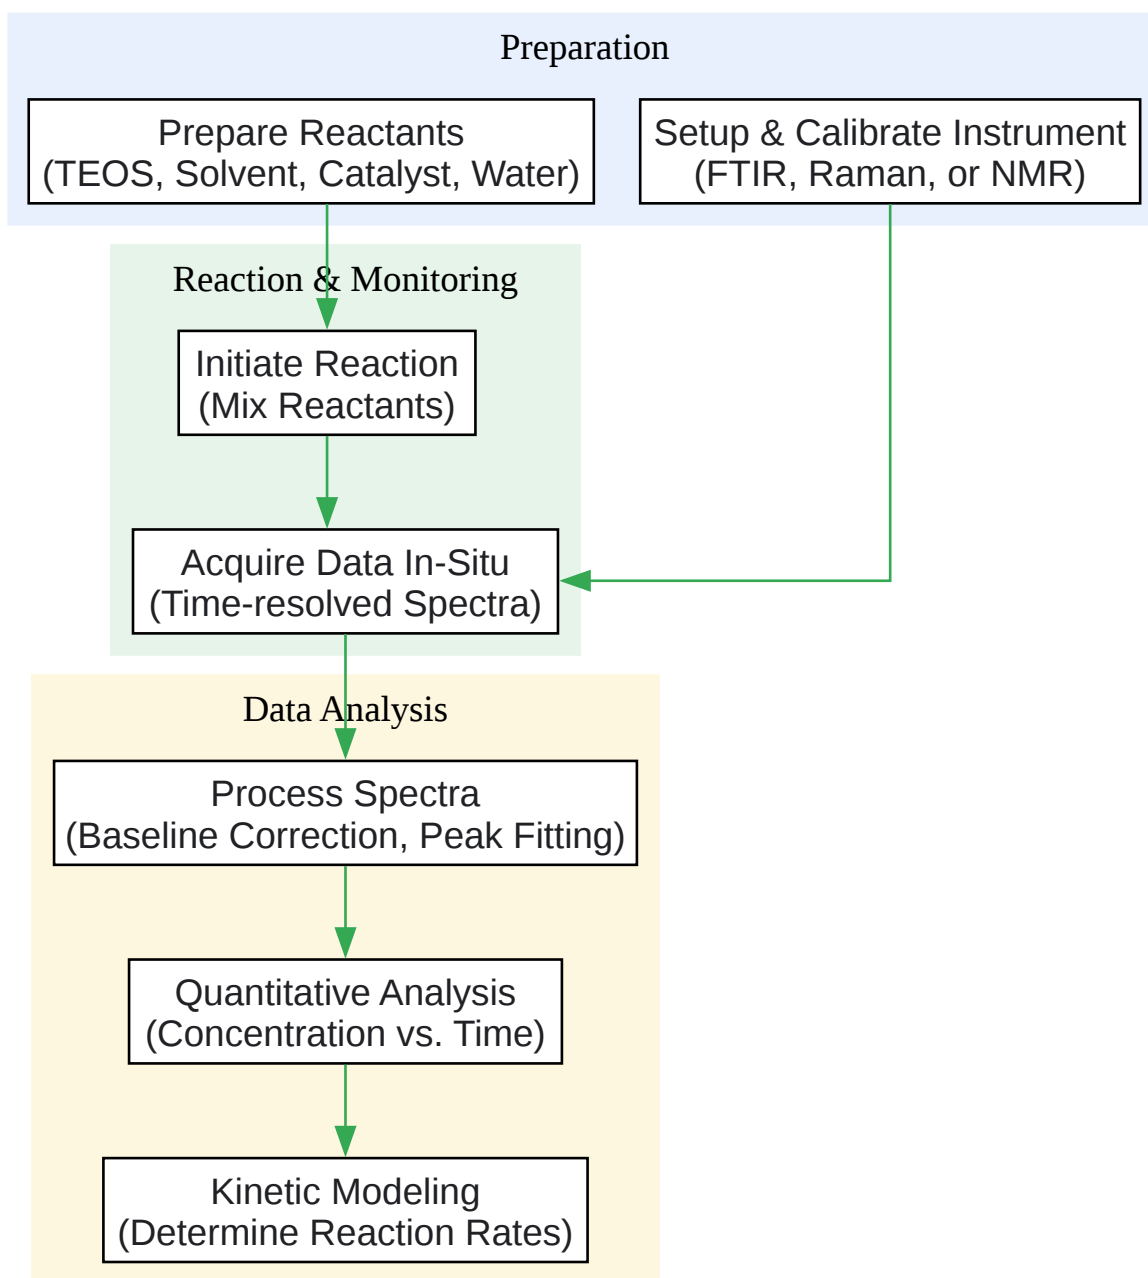 Preparation
Prepare Reactants
(TEOS, Solvent, Catalyst, Water)
Setup & Calibrate Instrument
(FTIR, Raman, or NMR)
Reaction & Monitoring
Initiate Reaction
(Mix Reactants)
Acquire Data In-Situ
(Time-resolved Spectra)
Data Analysis
Process Spectra
(Baseline Correction, Peak Fitting)
Quantitative Analysis
(Concentration vs. Time)
Kinetic Modeling
(Determine Reaction Rates)